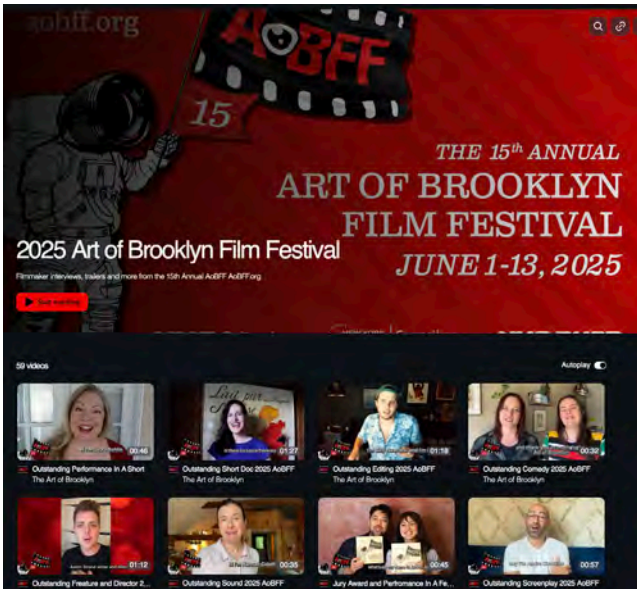 aobff.org
AOBFF
15
THE 15th ANNUAL
ART OF BROOKLYN
FILM FESTIVAL
JUNE 1-13, 2025
2025 Art of Brooklyn Film Festival
Filmmaker interviews, trailers and more from the 15th Annual AoBFF AoBFF.org
Start watching
59 videos
Autoplay
00:46
01:27
01:18
00:32
Outstanding Performance In A Short
Outstanding Short Doc 2025 AoBFF
Outstanding Editing 2025 AoBFF
Outstanding Comedy 2025 AoBFF
The Art of Brooklyn
The Art of Brooklyn
The Art of Brooklyn
The Art of Brooklyn
01:12
00:35
00:45
00:57
Outstanding Freature and Director 2...
Outstanding Sound 2025 AoBFF
Jury Award and Perfromance In A Fe...
Outstanding Screenplay 2025 AoBFF